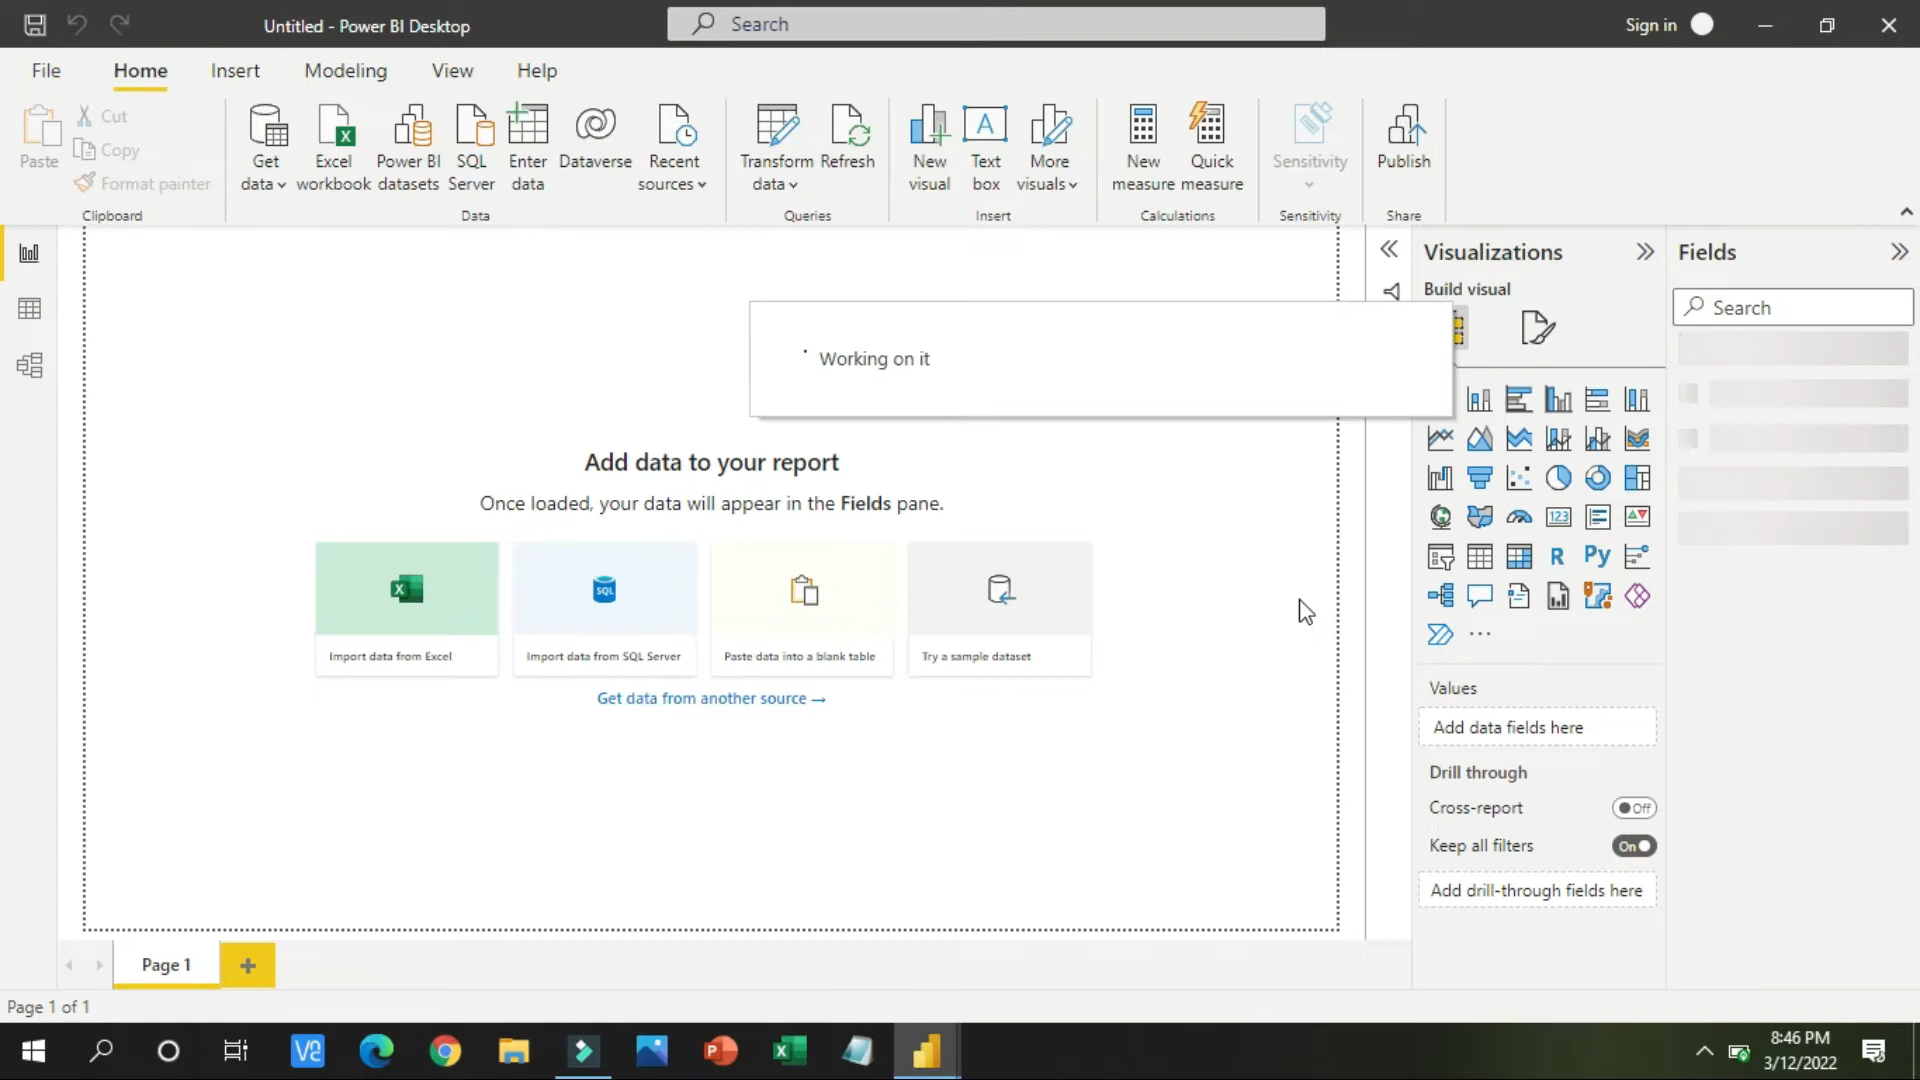 Untitled - Power BI Desktop
Search
Sign in
File
Home
Insert
Modeling
View
Help
Paste
Cut
Copy
Format painter
Clipboard
Get data
Excel workbook
Power BI datasets
SQL Server
Enter data
Dataverse
Recent sources
Data
Transform data
Refresh
Queries
New visual
Text box
More visuals
Insert
New measure
Quick measure
Calculations
Sensitivity
Sensitivity
Publish
Share
Working on it
Add data to your report
Once loaded, your data will appear in the Fields pane.
SQL
Import data from Excel
Import data from SQL Server
Paste data into a blank table
Try a sample dataset
Get data from another source →
Visualizations
Build visual
123
R
Py
Values
Add data fields here
Drill through
Cross-report
Off
Keep all filters
On
Add drill-through fields here
Fields
Search
Page 1
Page 1 of 1
8:46 PM
3/12/2022